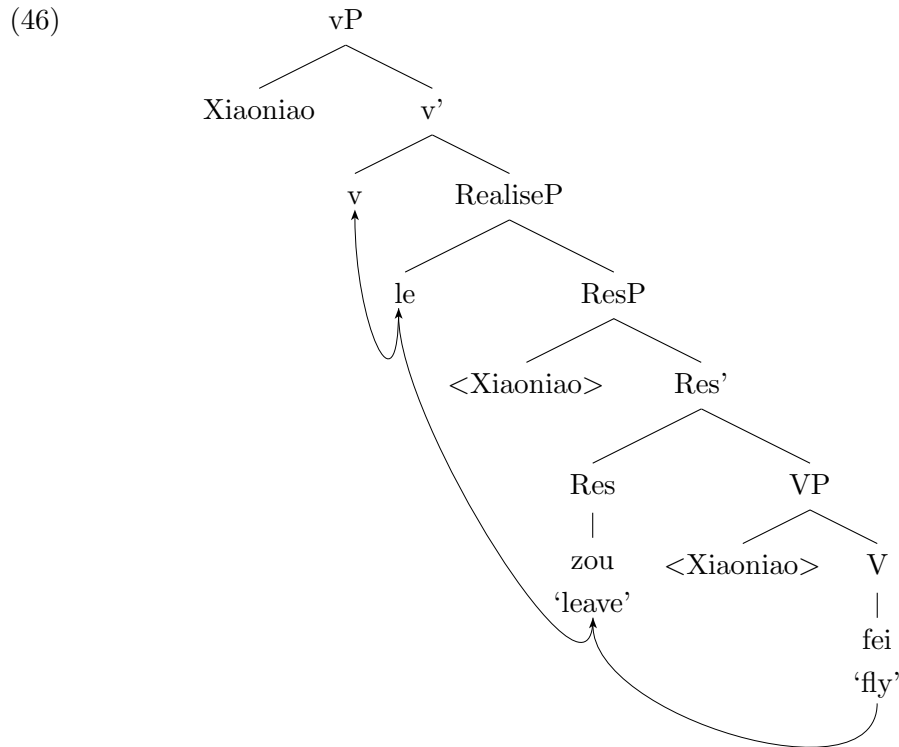 (46)
vP
Xiaoniao v’
v RealiseP
le ResP
<Xiaoniao> Res’
Res VP
zou <Xiaoniao> V
‘leave’
fei
‘fly’